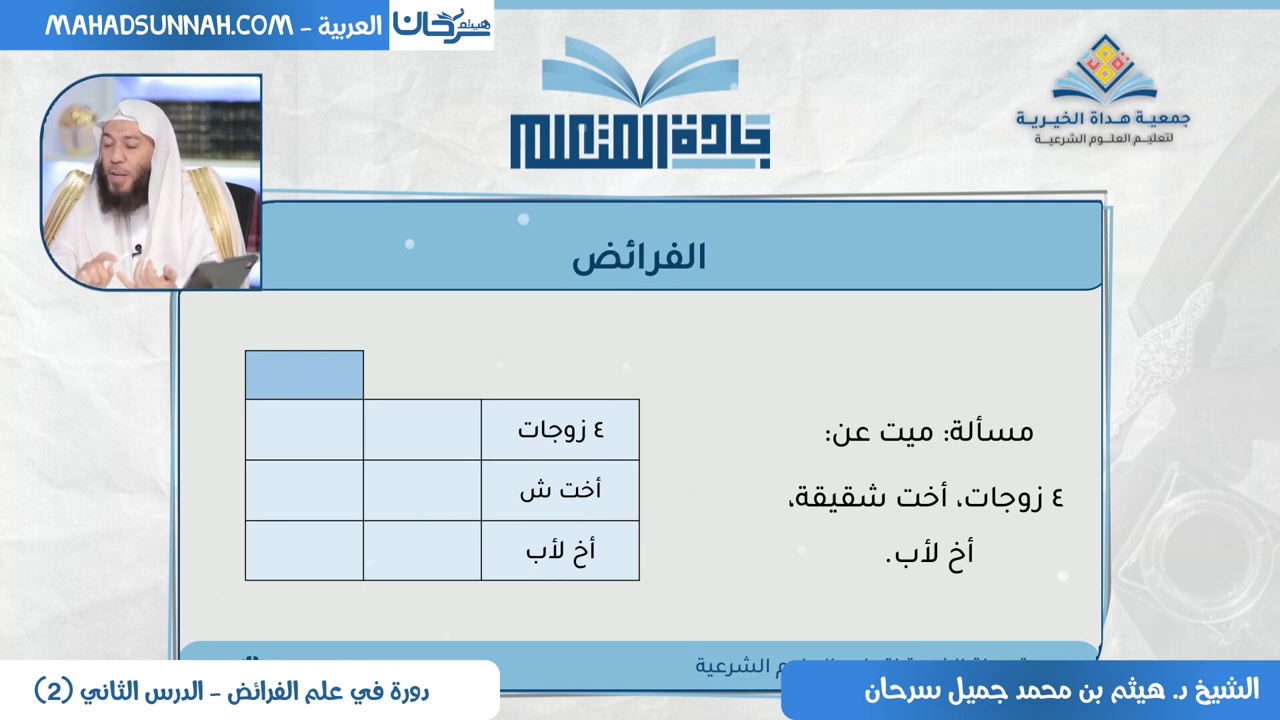 العربية - MAHADSUNNAH.COM
هيثم سرحان
جادة المتعلم
جمعية هداة الخيرية
لتعليم العلوم الشرعية
الفرائض
مسألة: ميت عن:
٤ زوجات، أخت شقيقة،
أخ لأب.
٤ زوجات
أخت ش
أخ لأب
الشرعية
الشيخ د. هيثم بن محمد جميل سرحان
دورة في علم الفرائض - الدرس الثاني (2)